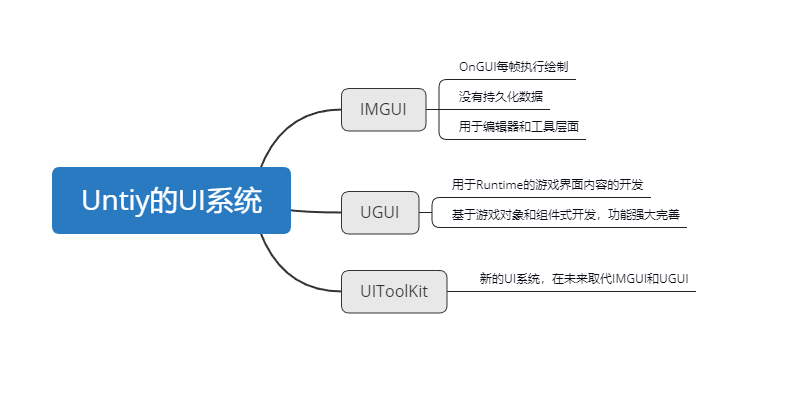 Untiy的UI系统
IMGUI
OnGUI每帧执行绘制
没有持久化数据
用于编辑器和工具层面
UGUI
用于Runtime的游戏界面内容的开发
基于游戏对象和组件式开发，功能强大完善
UIToolKit
新的UI系统，在未来取代IMGUI和UGUI